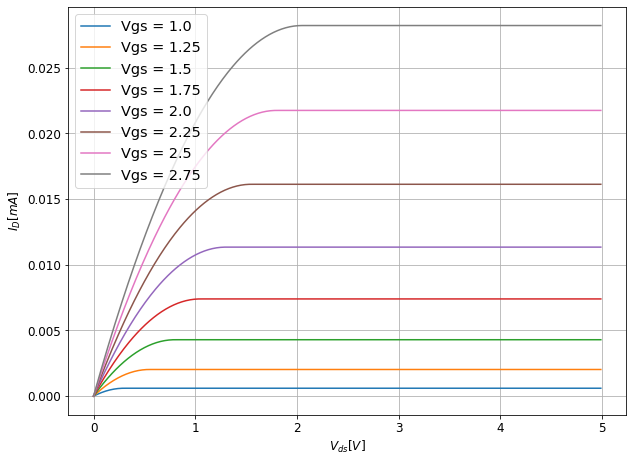 Vgs = 1.0
Vgs = 1.25
Vgs = 1.5
Vgs = 1.75
Vgs = 2.0
Vgs = 2.25
Vgs = 2.5
Vgs = 2.75
0.025
0.020
0.015
0.010
0.005
0.000
I_D[mA]
0 1 2 3 4 5
V_ds[V]